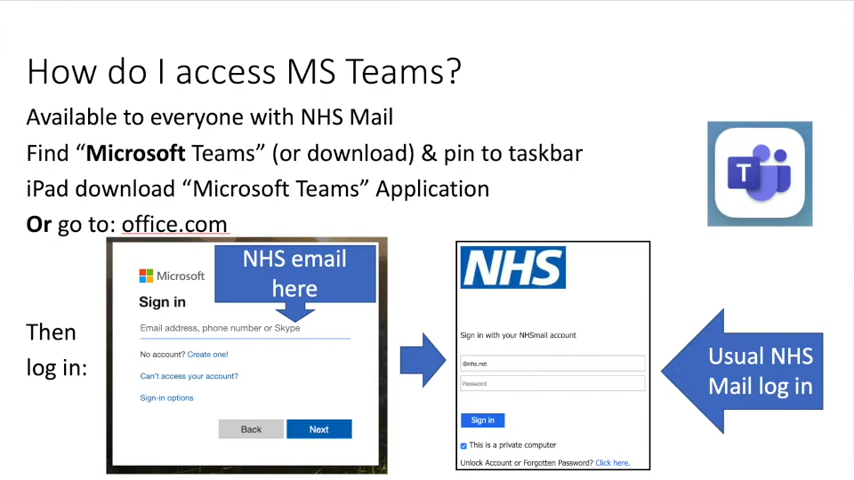 How do I access MS Teams?
Available to everyone with NHS Mail
Find “Microsoft Teams” (or download) & pin to taskbar
iPad download “Microsoft Teams” Application
Or go to: office.com
T
Then
log in:
Microsoft
NHS email
here
Sign in
Email address, phone number or Skype
No account? Create one!
Can't access your account?
Sign-in options
Back
Next
NHS
Sign in with your NHSmail account
@nhs.net
Password
Sign in
This is a private computer
Unlock Account or Forgotten Password? Click here.
Usual NHS
Mail log in